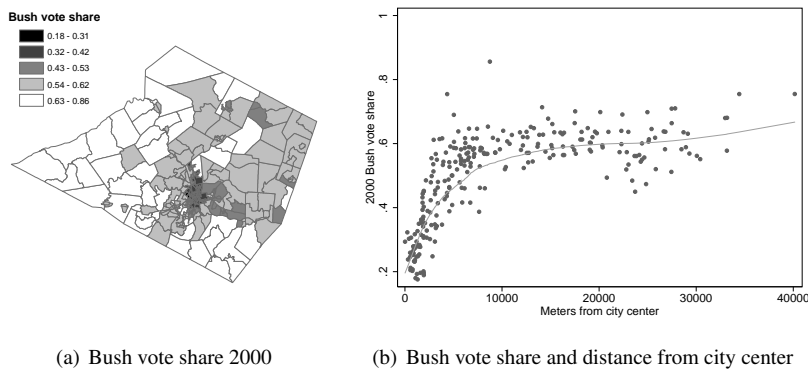 Bush vote share
0.18 - 0.31
0.32 - 0.42
0.43 - 0.53
0.54 - 0.62
0.63 - 0.86
2000 Bush vote share
1
.8
.6
.4
.2
0 10000 20000 30000 40000
Meters from city center
(a) Bush vote share 2000
(b) Bush vote share and distance from city center